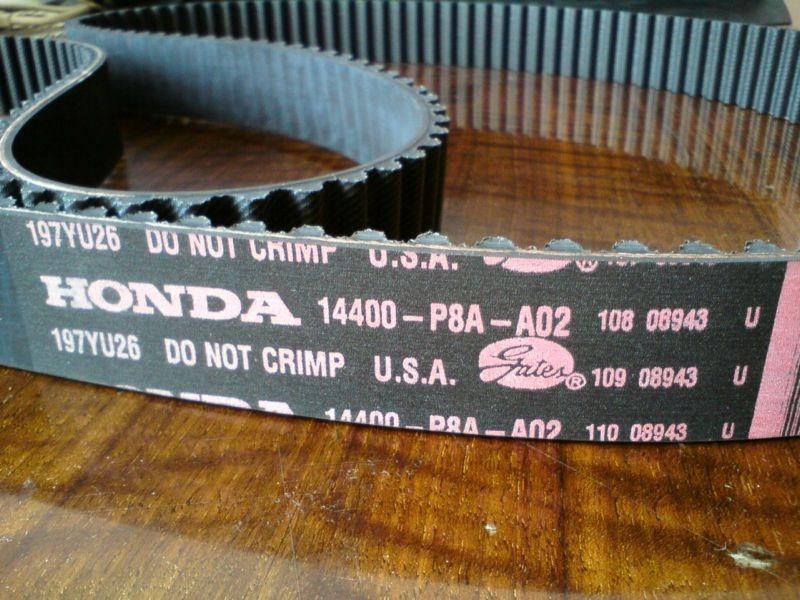 197YU26 DO NOT CRIMP U.S.A. ®
HONDA 14400-P8A-A02 108 08943 U
197YU26 DO NOT CRIMP U.S.A. Gates® 109 08943 U
14400-P8A-A02 110 08943 U